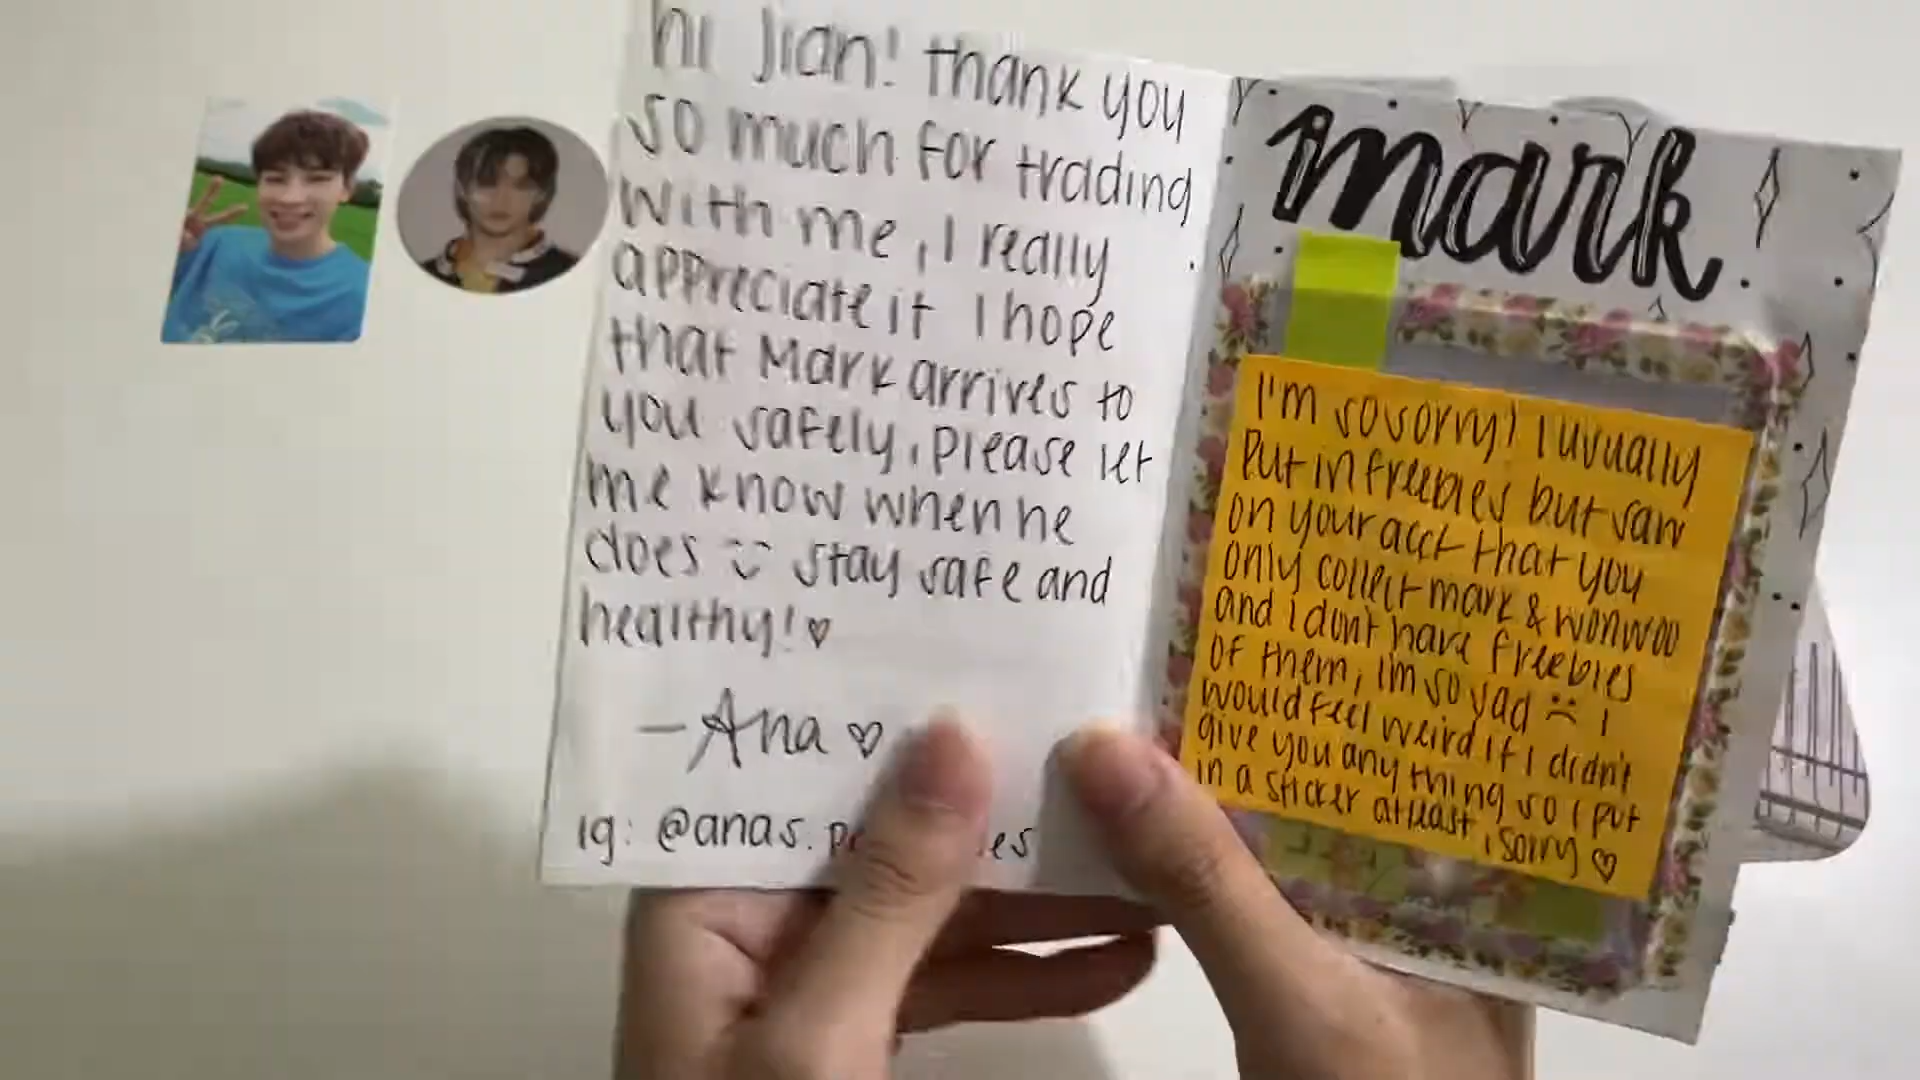 hi Jian! thank you
so much for trading
with me, I really
appreciate it I hope
that Mark arrives to
you safely, please let
me know when he
does stay safe and
healthy!♡
-Ana ♡
ig: @anas.
mark
I'm so sorry! I usually
put in freebies but saw
on your acct that you
only collect mark & wonwoo
and I dont have freebies
of them, I'm so sad :( I
would feel weird if I didn't
give you anything so I put
in a sticker atleast, sorry ♡